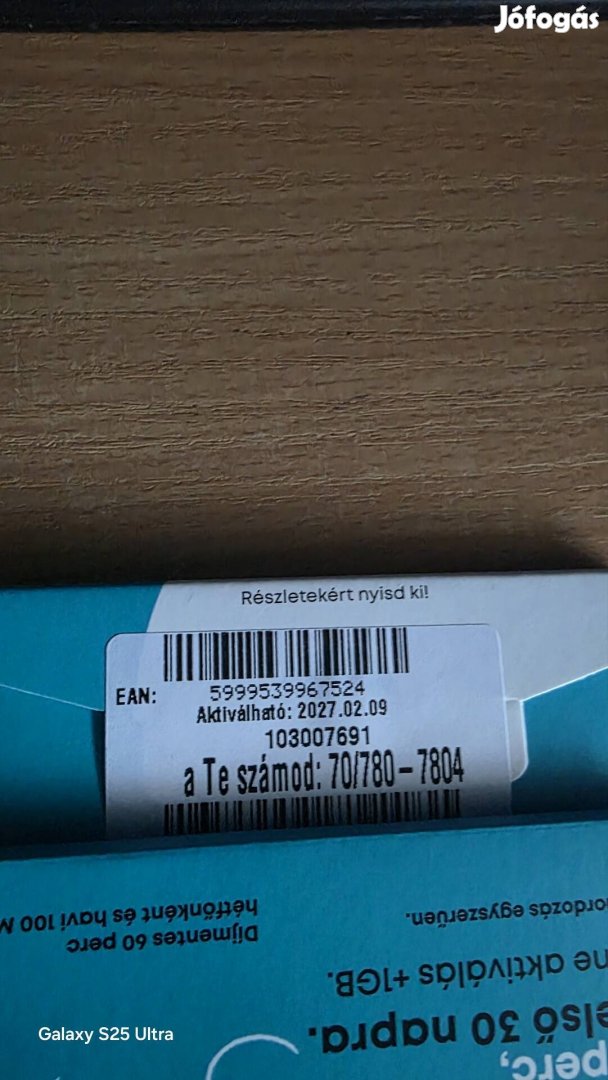 Jófogás
Részletekért nyisd ki!
EAN:
5999539967524
Aktiválható: 2027.02.09
103007691
a Te számod: 70/780-7804
Díjmentes 60 perc
hétfőnként és havi 100 M
egyszerűen.
aktiválás +1GB.
első 30 napra.
perc,
Galaxy S25 Ultra